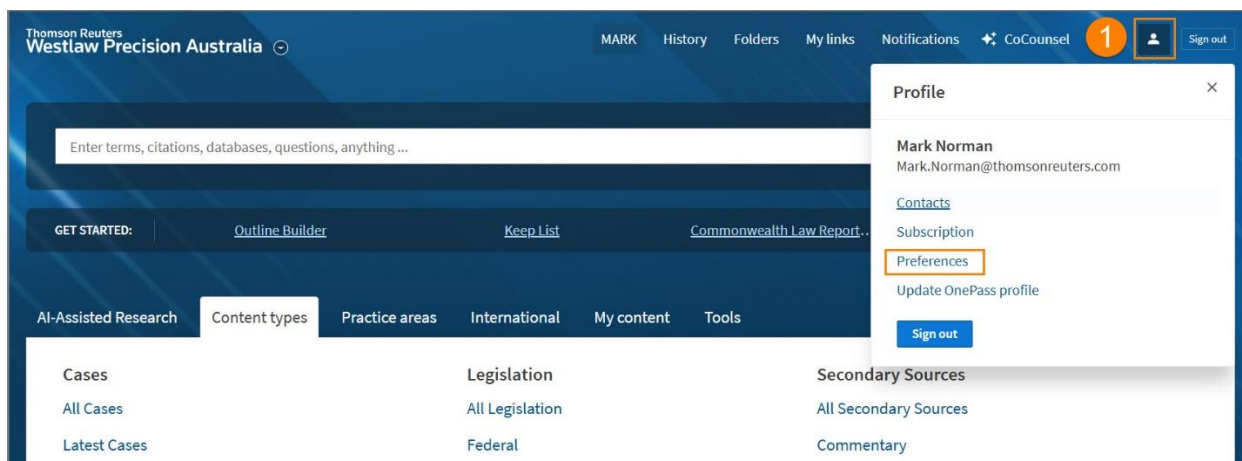 Thomson Reuters
Westlaw Precision Australia
MARK History Folders My links Notifications CoCounsel 1 Sign out
Profile
Enter terms, citations, databases, questions, anything ...
Mark Norman
Mark.Norman@thomsonreuters.com
Contacts
GET STARTED: Outline Builder Keep List Commonwealth Law Report..
Subscription
Preferences
Update OnePass profile
AI-Assisted Research Content types Practice areas International My content Tools
Sign out
Cases Legislation Secondary Sources
All Cases All Legislation All Secondary Sources
Latest Cases Federal Commentary